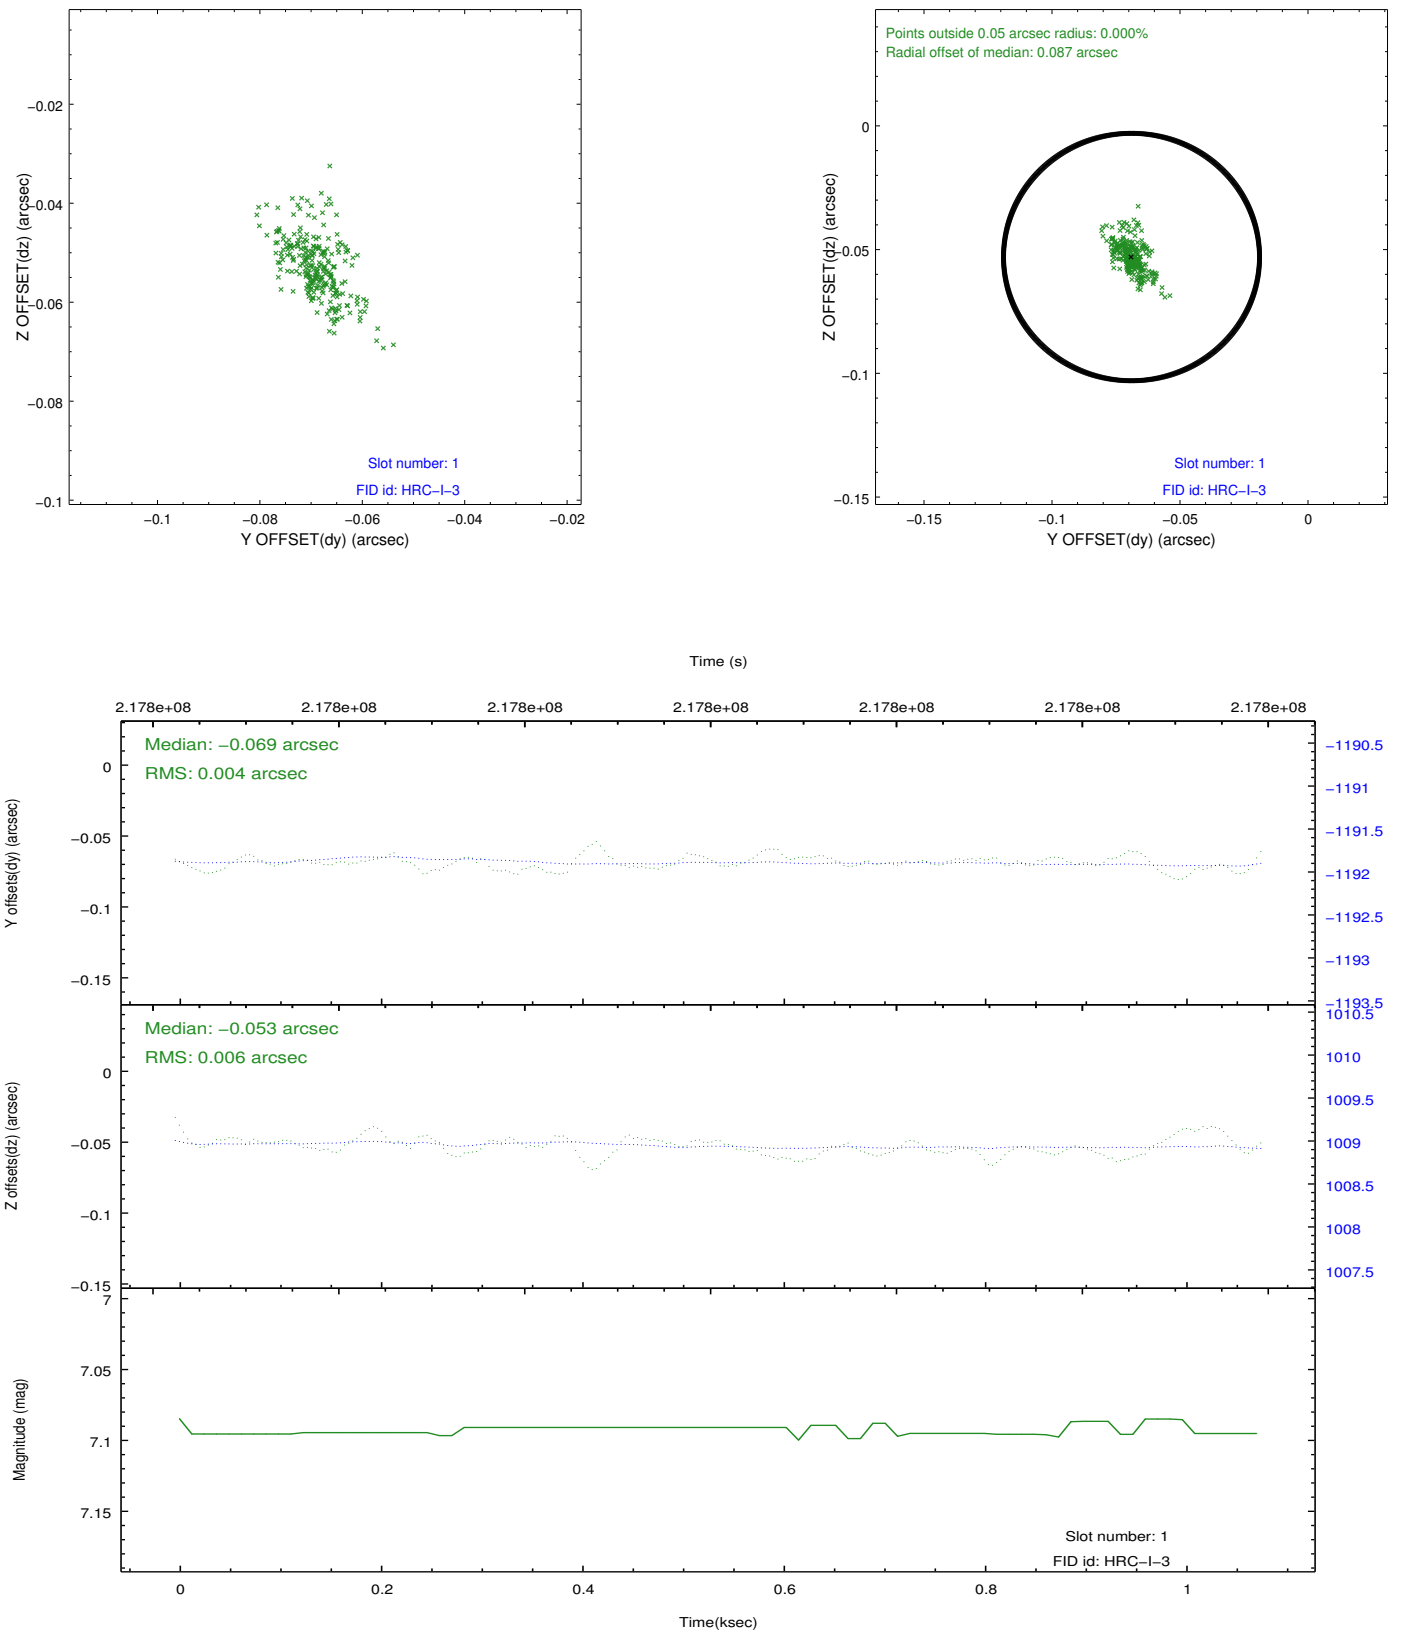 Points outside 0.05 arcsec radius: 0.000%
Radial offset of median: 0.087 arcsec
−0.02
−0.04
−0.06
−0.08
−0.1
Z OFFSET(dz) (arcsec)
Slot number: 1
FID id: HRC−I−3
−0.1
−0.08
−0.06
−0.04
−0.02
Y OFFSET(dy) (arcsec)
0
−0.05
−0.1
−0.15
Z OFFSET(dz) (arcsec)
Slot number: 1
FID id: HRC−I−3
−0.15
−0.1
−0.05
0
Y OFFSET(dy) (arcsec)
Time (s)
2.178e+08 2.178e+08 2.178e+08 2.178e+08 2.178e+08 2.178e+08 2.178e+08
Median: −0.069 arcsec
RMS: 0.004 arcsec
0
−0.05
−0.1
−0.15
Y offsets(dy) (arcsec)
−1190.5
−1191
−1191.5
−1192
−1192.5
−1193
−1193.5
Median: −0.053 arcsec
RMS: 0.006 arcsec
0
−0.05
−0.1
−0.15
Z offsets(dz) (arcsec)
1010.5
1010
1009.5
1009
1008.5
1008
1007.5
7
7.05
7.1
7.15
Magnitude (mag)
Slot number: 1
FID id: HRC−I−3
0 0.2 0.4 0.6 0.8 1
Time(ksec)